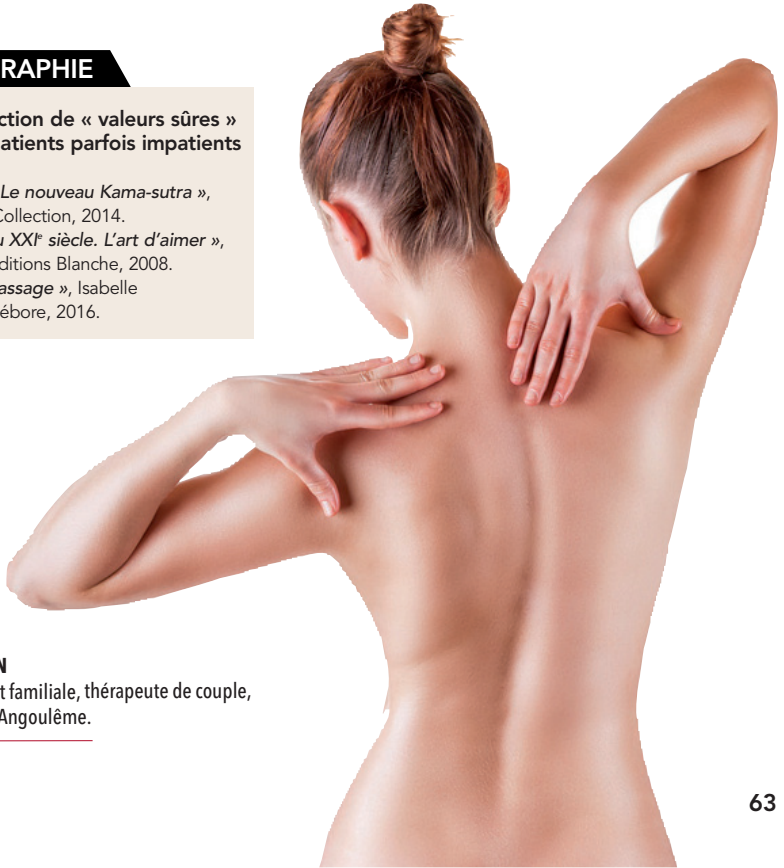 RAPHIE
ction de « valeurs sûres »
atients parfois impatients
Le nouveau Kama-sutra »,
Collection, 2014.
u XXIe siècle. L'art d'aimer »,
ditions Blanche, 2008.
assage », Isabelle
ébore, 2016.
N
t familiale, thérapeute de couple,
Angoulême.
63